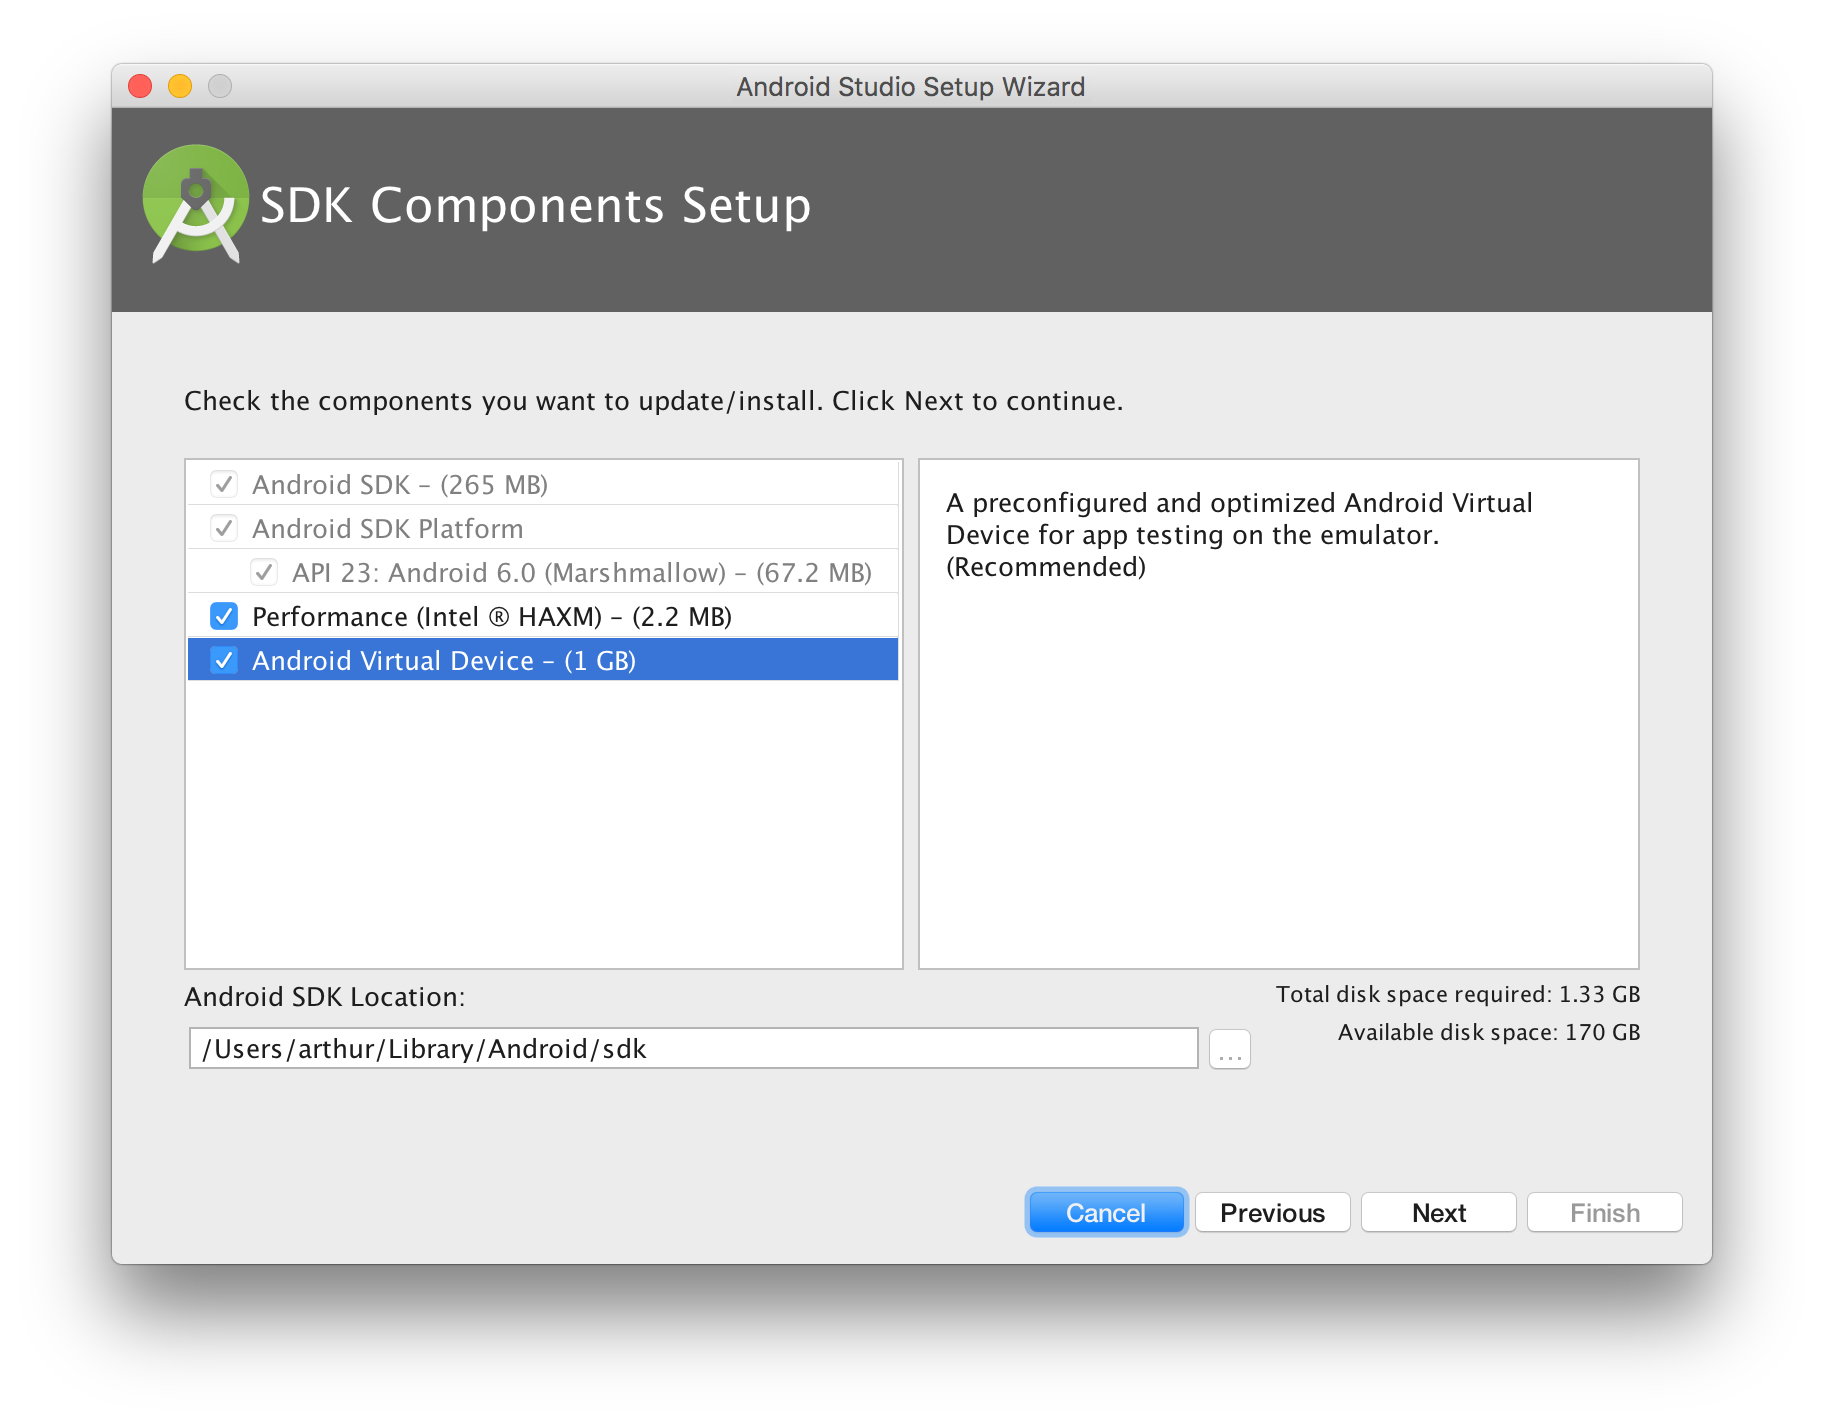 Android Studio Setup Wizard
SDK Components Setup
Check the components you want to update/install. Click Next to continue.
Android SDK – (265 MB)
Android SDK Platform
API 23: Android 6.0 (Marshmallow) – (67.2 MB)
Performance (Intel ® HAXM) – (2.2 MB)
Android Virtual Device – (1 GB)
A preconfigured and optimized Android Virtual
Device for app testing on the emulator.
(Recommended)
Android SDK Location:
Total disk space required: 1.33 GB
Available disk space: 170 GB
/Users/arthur/Library/Android/sdk
...
Cancel
Previous
Next
Finish